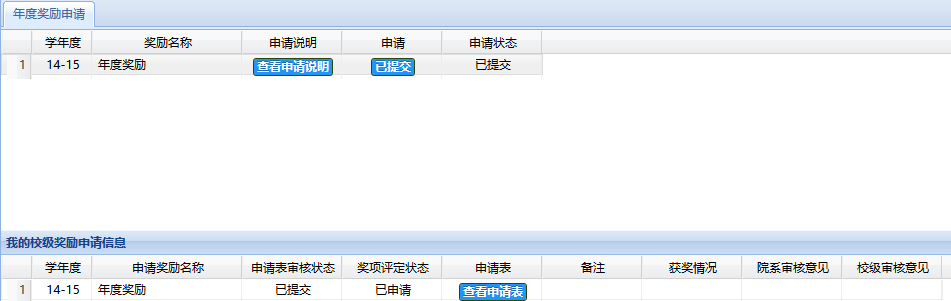 年度奖励申请
学年度 奖励名称 申请说明 申请 申请状态
1 14-15 年度奖励 查看申请说明 已提交 已提交
我的校级奖励申请信息
学年度 申请奖励名称 申请表审核状态 奖项评定状态 申请表 备注 获奖情况 院系审核意见 校级审核意见
1 14-15 年度奖励 已提交 已申请 查看申请表